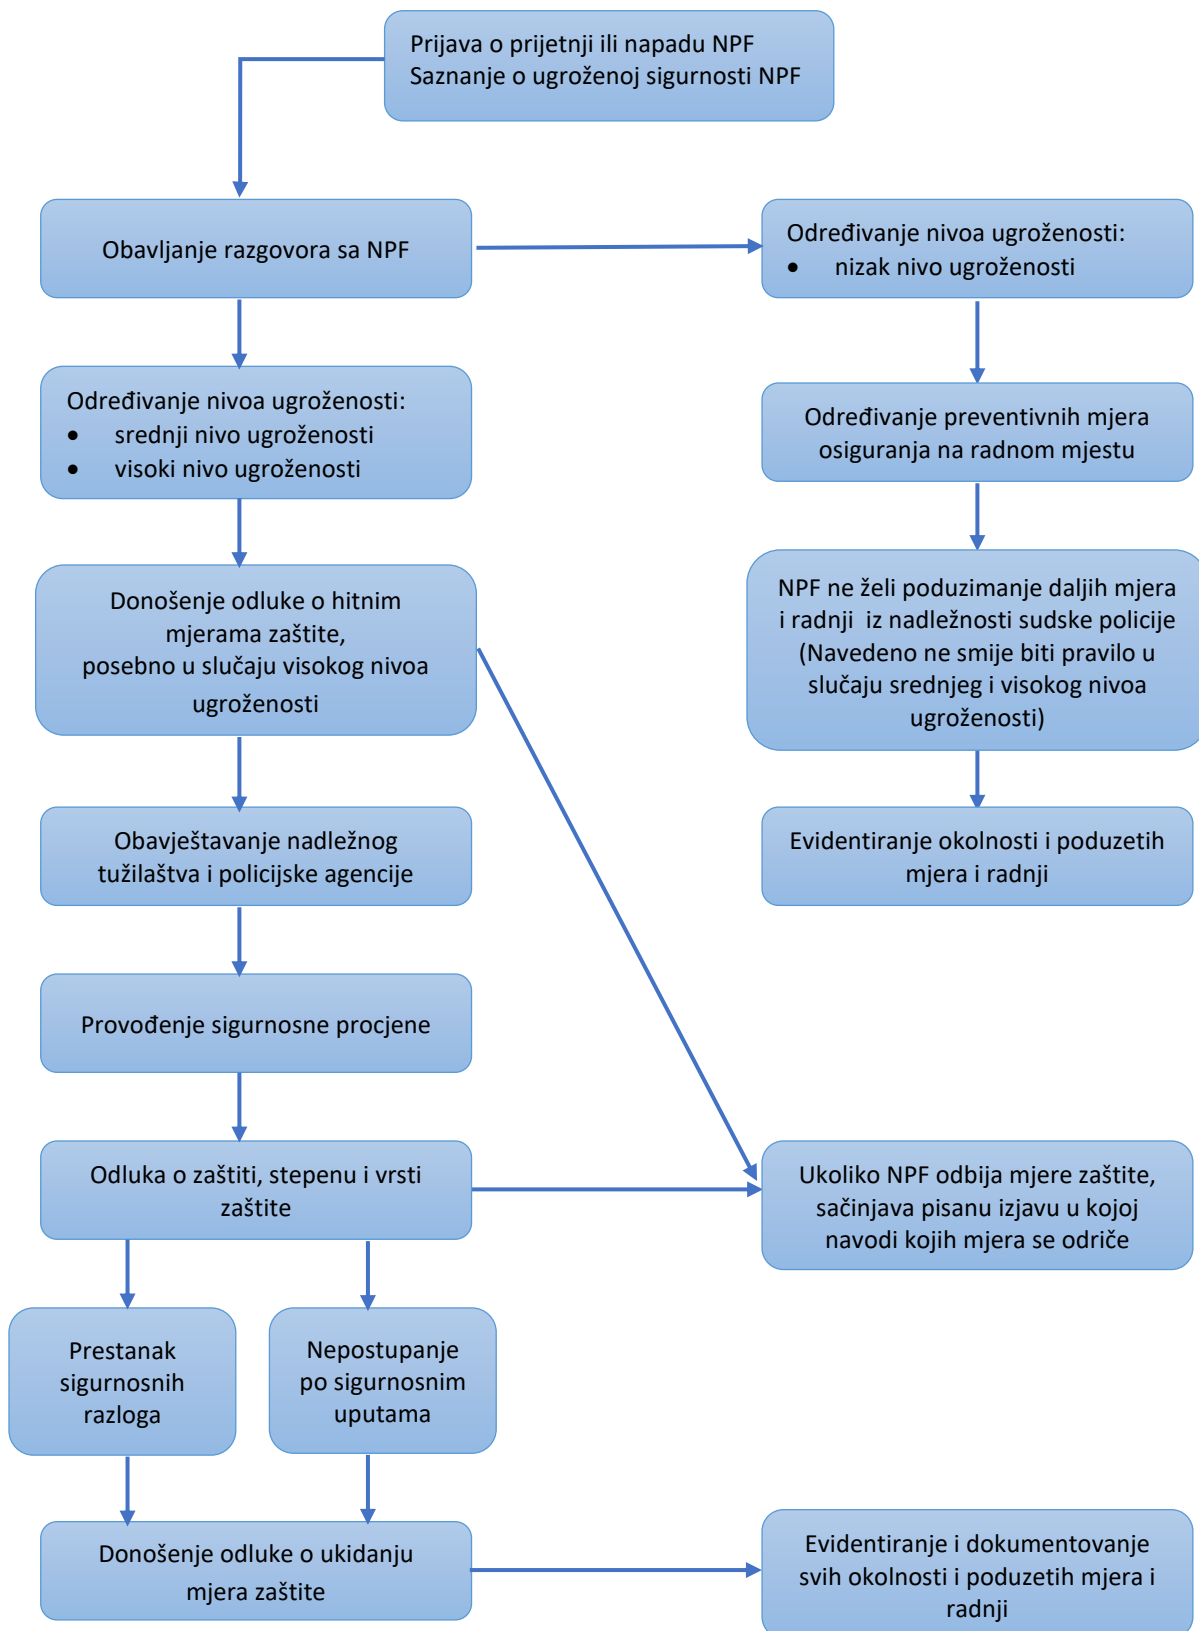 Prijava o prijetnji ili napadu NPF
Saznanje o ugroženoj sigurnosti NPF
Obavljanje razgovora sa NPF
Određivanje nivoa ugroženosti:
• nizak nivo ugroženosti
Određivanje nivoa ugroženosti:
• srednji nivo ugroženosti
• visoki nivo ugroženosti
Određivanje preventivnih mjera
osiguranja na radnom mjestu
Donošenje odluke o hitnim
mjerama zaštite,
posebno u slučaju visokog nivoa
ugroženosti
NPF ne želi poduzimanje daljih mjera
i radnji iz nadležnosti sudske policije
(Navedeno ne smije biti pravilo u
slučaju srednjeg i visokog nivoa
ugroženosti)
Obavještavanje nadležnog
tužilaštva i policijske agencije
Evidentiranje okolnosti i poduzetih
mjera i radnji
Provođenje sigurnosne procjene
Odluka o zaštiti, stepenu i vrsti
zaštite
Ukoliko NPF odbija mjere zaštite,
sačinjava pisanu izjavu u kojoj
navodi kojih mjera se odriče
Prestanak
sigurnosnih
razloga
Nepostupanje
po sigurnosnim
uputama
Donošenje odluke o ukidanju
mjera zaštite
Evidentiranje i dokumentovanje
svih okolnosti i poduzetih mjera i
radnji